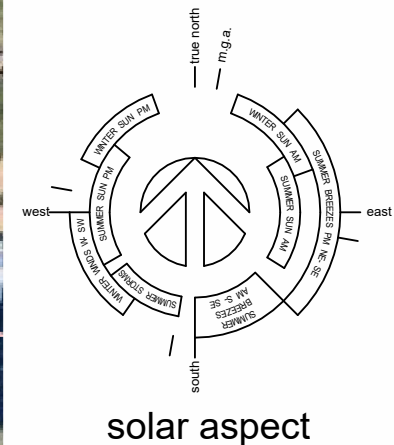 true north
m.g.a.
WINTER SUN PM
WINTER SUN AM
SUMMER BREEZES PM NE- SE
SUMMER SUN PM
SUMMER SUN AM
west
east
WINTER WINDS W- SW
SUMMER STORMS
SUMMER
BREEZES
AM S- SE
south
solar aspect